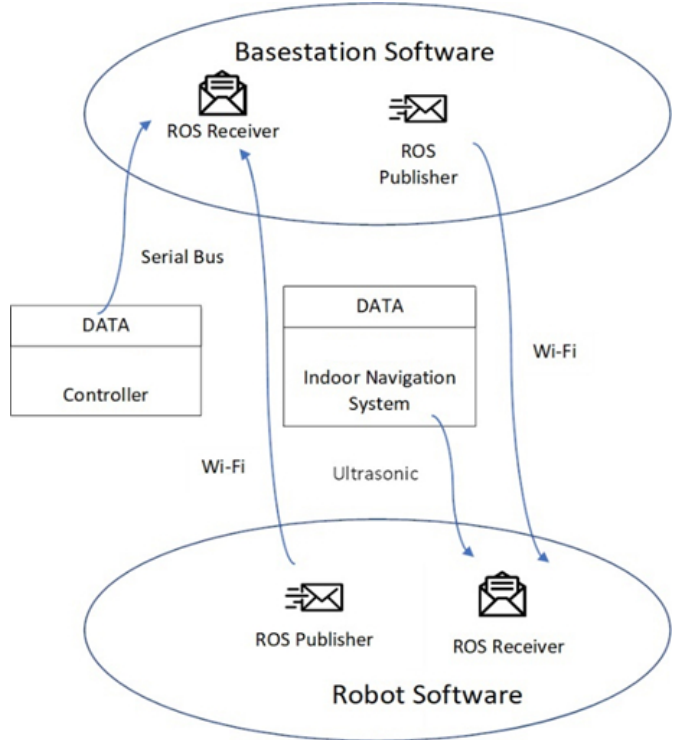 Basestation Software
ROS Receiver
ROS
Publisher
Serial Bus
DATA
Controller
DATA
Indoor Navigation
System
Wi-Fi
Wi-Fi
Ultrasonic
ROS Publisher
ROS Receiver
Robot Software